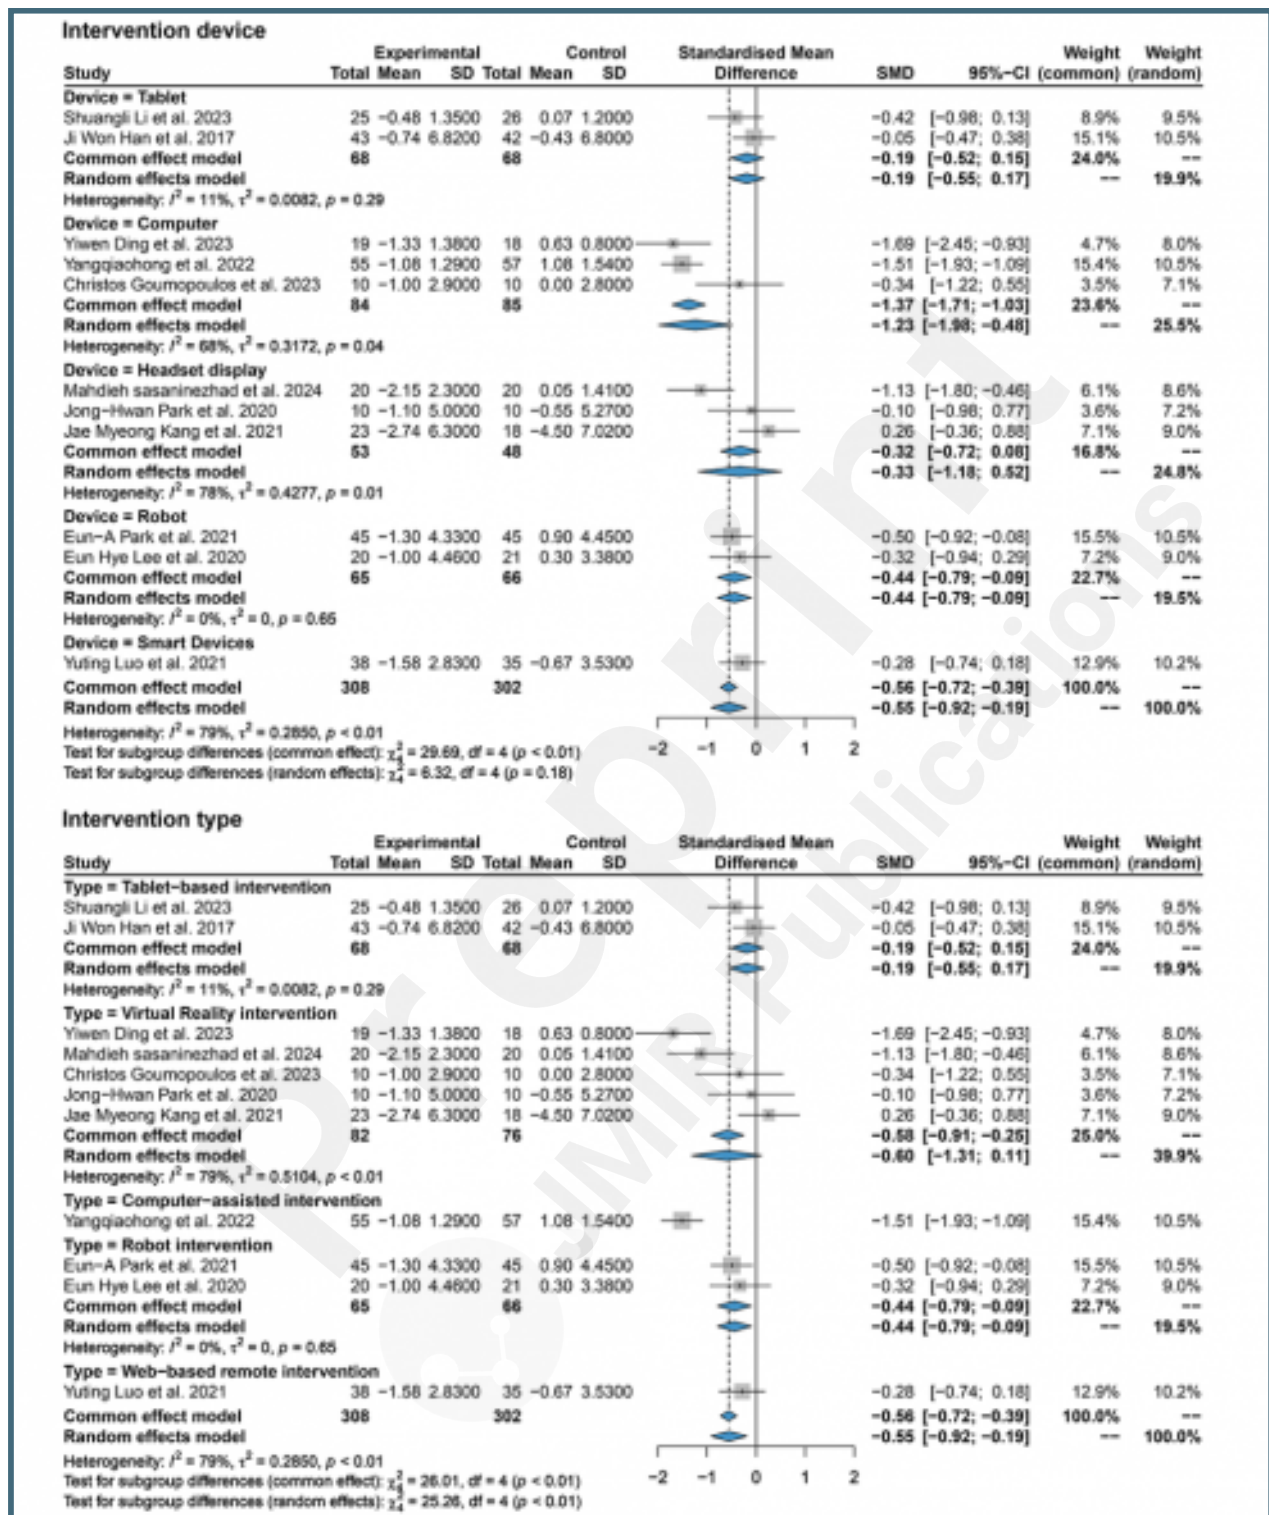 Intervention device
Experimental Control Standardised Mean Weight Weight
Study Total Mean SD Total Mean SD Difference SMD 95%-CI (common) (random)
Device = Tablet
Shuangli Li et al. 2023 25 −0.48 1.3500 26 0.07 1.2000 −0.42 [−0.98; 0.13] 8.9% 9.5%
Ji Won Han et al. 2017 43 −0.74 6.8200 42 −0.43 6.8000 −0.05 [−0.47; 0.38] 15.1% 10.5%
Common effect model 68 68 −0.19 [−0.52; 0.15] 24.0% −−
Random effects model −0.19 [−0.55; 0.17] −− 19.9%
Heterogeneity: I² = 11%, τ² = 0.0082, p = 0.29
Device = Computer
Yiwen Ding et al. 2023 19 −1.33 1.3800 18 0.63 0.8000 −1.69 [−2.45; −0.93] 4.7% 8.0%
Yangqiaohong et al. 2022 55 −1.08 1.2900 57 1.08 1.5400 −1.51 [−1.93; −1.09] 15.4% 10.5%
Christos Goumopoulos et al. 2023 10 −1.00 2.9000 10 0.00 2.8000 −0.34 [−1.22; 0.55] 3.5% 7.1%
Common effect model 84 85 −1.37 [−1.71; −1.03] 23.6% −−
Random effects model −1.23 [−1.98; −0.48] −− 25.5%
Heterogeneity: I² = 68%, τ² = 0.3172, p = 0.04
Device = Headset display
Mahdieh sasaninezhad et al. 2024 20 −2.15 2.3000 20 0.05 1.4100 −1.13 [−1.80; −0.46] 6.1% 8.6%
Jong−Hwan Park et al. 2020 10 −1.10 5.0000 10 −0.55 5.2700 −0.10 [−0.98; 0.77] 3.6% 7.2%
Jae Myeong Kang et al. 2021 23 −2.74 6.3000 18 −4.50 7.0200 0.26 [−0.36; 0.88] 7.1% 9.0%
Common effect model 53 48 −0.32 [−0.72; 0.08] 16.8% −−
Random effects model −0.33 [−1.18; 0.52] −− 24.8%
Heterogeneity: I² = 78%, τ² = 0.4277, p = 0.01
Device = Robot
Eun−A Park et al. 2021 45 −1.30 4.3300 45 0.90 4.4500 −0.50 [−0.92; −0.08] 15.5% 10.5%
Eun Hye Lee et al. 2020 20 −1.00 4.4600 21 0.30 3.3800 −0.32 [−0.94; 0.29] 7.2% 9.0%
Common effect model 65 66 −0.44 [−0.79; −0.09] 22.7% −−
Random effects model −0.44 [−0.79; −0.09] −− 19.5%
Heterogeneity: I² = 0%, τ² = 0, p = 0.65
Device = Smart Devices
Yuting Luo et al. 2021 38 −1.58 2.8300 35 −0.67 3.5300 −0.28 [−0.74; 0.18] 12.9% 10.2%
Common effect model 308 302 −0.56 [−0.72; −0.39] 100.0% −−
Random effects model −0.55 [−0.92; −0.19] −− 100.0%
Heterogeneity: I² = 79%, τ² = 0.2850, p < 0.01
Test for subgroup differences (common effect): χ²₄ = 29.69, df = 4 (p < 0.01)
Test for subgroup differences (random effects): χ²₄ = 6.32, df = 4 (p = 0.18)
−2 −1 0 1 2
Intervention type
Experimental Control Standardised Mean Weight Weight
Study Total Mean SD Total Mean SD Difference SMD 95%-CI (common) (random)
Type = Tablet−based intervention
Shuangli Li et al. 2023 25 −0.48 1.3500 26 0.07 1.2000 −0.42 [−0.98; 0.13] 8.9% 9.5%
Ji Won Han et al. 2017 43 −0.74 6.8200 42 −0.43 6.8000 −0.05 [−0.47; 0.38] 15.1% 10.5%
Common effect model 68 68 −0.19 [−0.52; 0.15] 24.0% −−
Random effects model −0.19 [−0.55; 0.17] −− 19.9%
Heterogeneity: I² = 11%, τ² = 0.0082, p = 0.29
Type = Virtual Reality intervention
Yiwen Ding et al. 2023 19 −1.33 1.3800 18 0.63 0.8000 −1.69 [−2.45; −0.93] 4.7% 8.0%
Mahdieh sasaninezhad et al. 2024 20 −2.15 2.3000 20 0.05 1.4100 −1.13 [−1.80; −0.46] 6.1% 8.6%
Christos Goumopoulos et al. 2023 10 −1.00 2.9000 10 0.00 2.8000 −0.34 [−1.22; 0.55] 3.5% 7.1%
Jong−Hwan Park et al. 2020 10 −1.10 5.0000 10 −0.55 5.2700 −0.10 [−0.98; 0.77] 3.6% 7.2%
Jae Myeong Kang et al. 2021 23 −2.74 6.3000 18 −4.50 7.0200 0.26 [−0.36; 0.88] 7.1% 9.0%
Common effect model 82 76 −0.58 [−0.91; −0.25] 25.0% −−
Random effects model −0.60 [−1.31; 0.11] −− 39.9%
Heterogeneity: I² = 79%, τ² = 0.5104, p < 0.01
Type = Computer−assisted intervention
Yangqiaohong et al. 2022 55 −1.08 1.2900 57 1.08 1.5400 −1.51 [−1.93; −1.09] 15.4% 10.5%
Type = Robot intervention
Eun−A Park et al. 2021 45 −1.30 4.3300 45 0.90 4.4500 −0.50 [−0.92; −0.08] 15.5% 10.5%
Eun Hye Lee et al. 2020 20 −1.00 4.4600 21 0.30 3.3800 −0.32 [−0.94; 0.29] 7.2% 9.0%
Common effect model 65 66 −0.44 [−0.79; −0.09] 22.7% −−
Random effects model −0.44 [−0.79; −0.09] −− 19.5%
Heterogeneity: I² = 0%, τ² = 0, p = 0.65
Type = Web−based remote intervention
Yuting Luo et al. 2021 38 −1.58 2.8300 35 −0.67 3.5300 −0.28 [−0.74; 0.18] 12.9% 10.2%
Common effect model 308 302 −0.56 [−0.72; −0.39] 100.0% −−
Random effects model −0.55 [−0.92; −0.19] −− 100.0%
Heterogeneity: I² = 79%, τ² = 0.2850, p < 0.01
Test for subgroup differences (common effect): χ²₄ = 26.01, df = 4 (p < 0.01)
Test for subgroup differences (random effects): χ²₄ = 25.26, df = 4 (p < 0.01)
−2 −1 0 1 2
Preprint
JMIR Publications